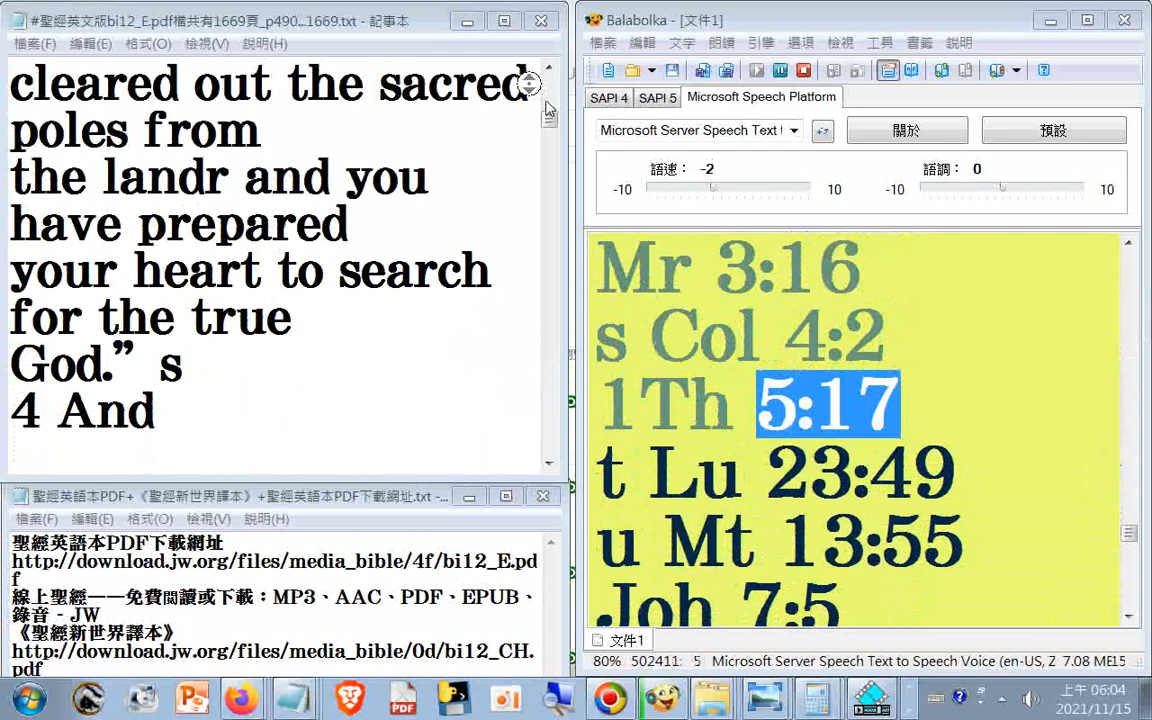 #聖經英文版bi12_E.pdf檔共有1669頁_p490...1669.txt - 記事本
檔案(F) 編輯(E) 格式(O) 檢視(V) 說明(H)
cleared out the sacred
poles from
the landr and you
have prepared
your heart to search
for the true
God.” s
4 And
聖經英語本PDF+《聖經新世界譯本》+聖經英語本PDF下載網址.txt -...
檔案(F) 編輯(E) 格式(O) 檢視(V) 說明(H)
聖經英語本PDF下載網址
http://download.jw.org/files/media_bible/4f/bi12_E.pd
f
線上聖經——免費閱讀或下載：MP3、AAC、PDF、EPUB、
錄音 - JW
《聖經新世界譯本》
http://download.jw.org/files/media_bible/0d/bi12_CH.
pdf
Balabolka - [文件1]
檔案 編輯 文字 朗讀 引擎 選項 檢視 工具 書籤 說明
SAPI 4 SAPI 5 Microsoft Speech Platform
Microsoft Server Speech Text t 關於 預設
語速： -2 語調： 0
-10 10 -10 10
Mr 3:16
s Col 4:2
1Th 5:17
t Lu 23:49
u Mt 13:55
Joh 7:5
文件1
80% 502411: 5 Microsoft Server Speech Text to Speech Voice (en-US, Z 7.08 ME15
PDF
上午 06:04
2021/11/15